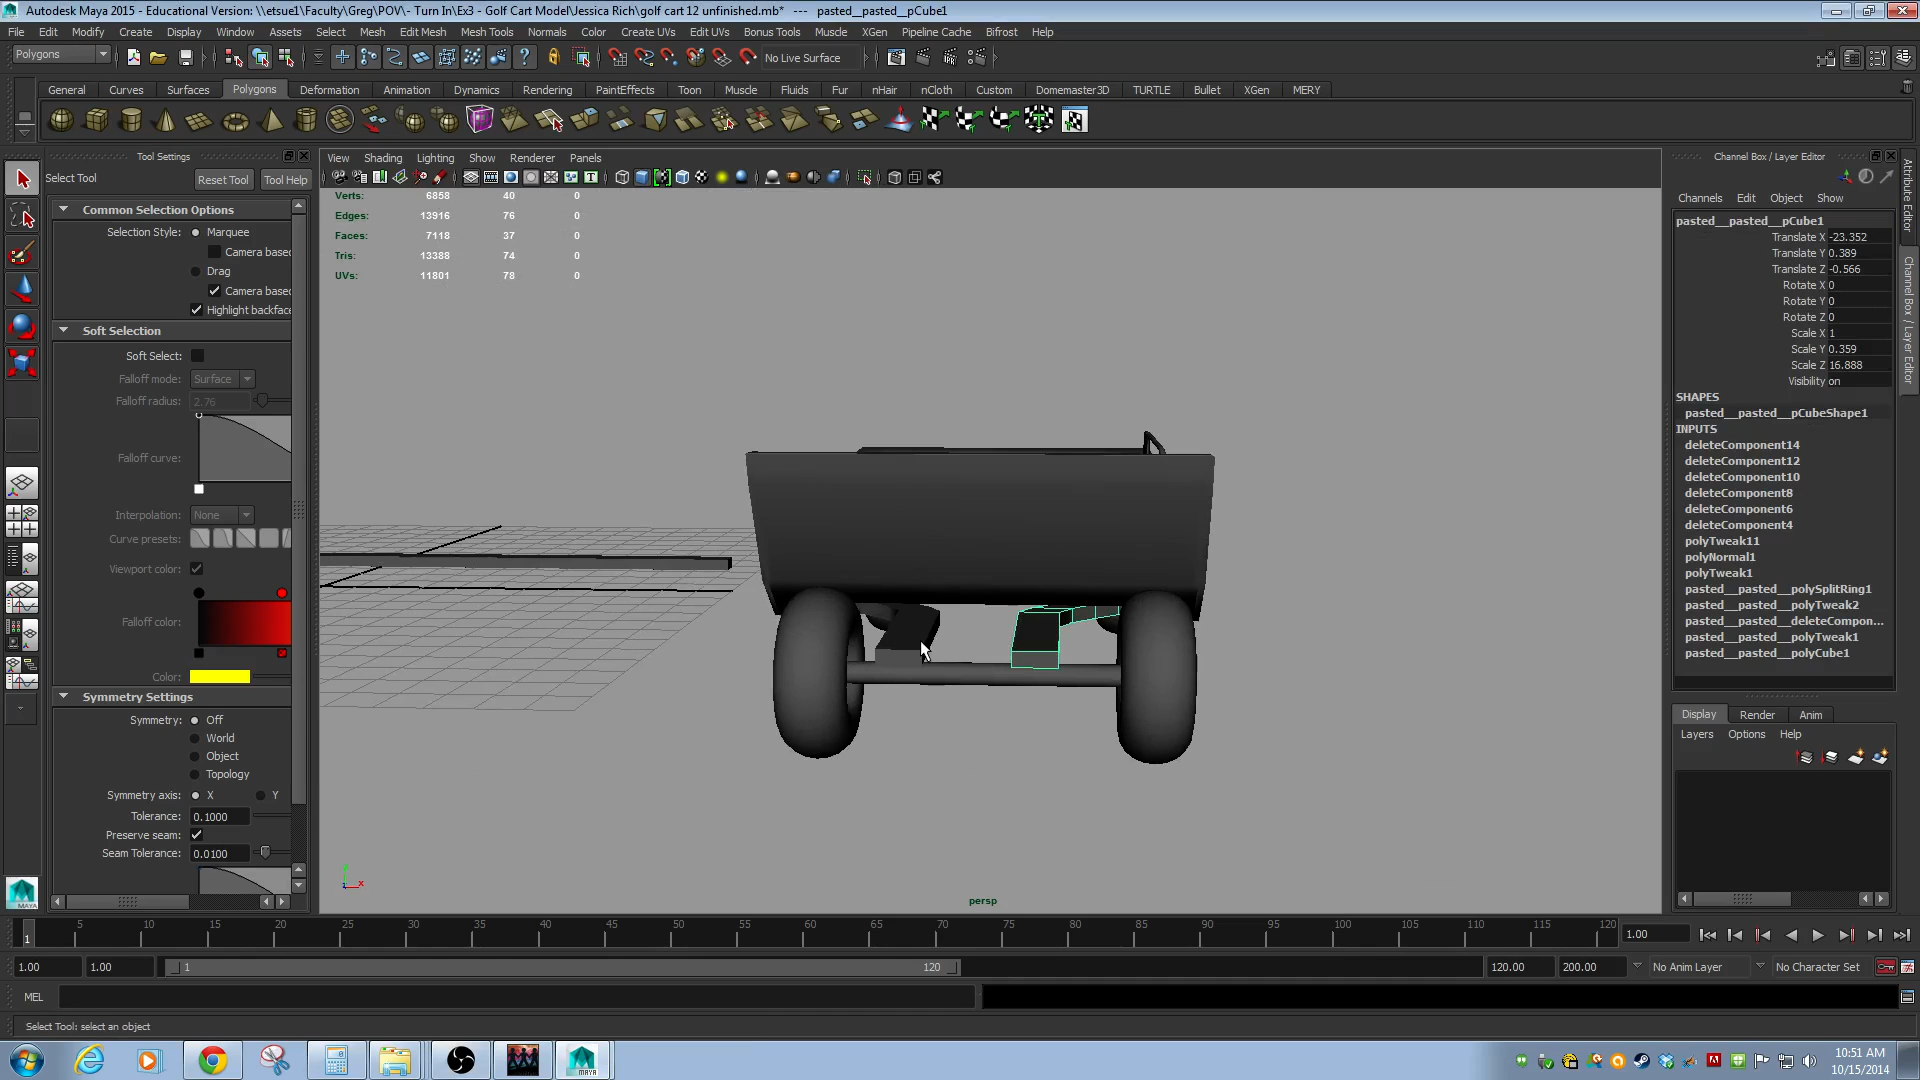 Autodesk Maya 2015 - Educational Version: \\etsue1\Faculty\Greg\POV\- Turn In\Ex3 - Golf Cart Model\Jessica Rich\golf cart 12 unfinished.mb*   ---   pasted__pasted__pCube1
File Edit Modify Create Display Window Assets Select Mesh Edit Mesh Mesh Tools Normals Color Create UVs Edit UVs Bonus Tools Muscle XGen Pipeline Cache Bifrost Help
Polygons No Live Surface
General Curves Surfaces Polygons Deformation Animation Dynamics Rendering PaintEffects Toon Muscle Fluids Fur nHair nCloth Custom Domemaster3D TURTLE Bullet XGen MERY
Tool Settings
Select Tool Reset Tool Tool Help
Common Selection Options
Selection Style: Marquee
Camera based
Drag
Camera based
Highlight backface
Soft Selection
Soft Select:
Falloff mode: Surface
Falloff radius: 2.76
Falloff curve:
Interpolation: None
Curve presets:
Viewport color:
Falloff color:
Color:
Symmetry Settings
Symmetry: Off
World
Object
Topology
Symmetry axis: X Y
Tolerance: 0.1000
Preserve seam:
Seam Tolerance: 0.0100
View Shading Lighting Show Renderer Panels
Verts: 6858 40 0
Edges: 13916 76 0
Faces: 7118 37 0
Tris: 13388 74 0
UVs: 11801 78 0
persp
Channel Box / Layer Editor
Channels Edit Object Show
pasted__pasted__pCube1
Translate X -23.352
Translate Y 0.389
Translate Z -0.566
Rotate X 0
Rotate Y 0
Rotate Z 0
Scale X 1
Scale Y 0.359
Scale Z 16.888
Visibility on
SHAPES
pasted__pasted__pCubeShape1
INPUTS
deleteComponent14
deleteComponent12
deleteComponent10
deleteComponent8
deleteComponent6
deleteComponent4
polyTweak11
polyNormal1
polyTweak1
pasted__pasted__polySplitRing1
pasted__pasted__polyTweak2
pasted__pasted__deleteCompon...
pasted__pasted__polyTweak1
pasted__pasted__polyCube1
Display Render Anim
Layers Options Help
Attribute Editor
Channel Box / Layer Editor
1 5 10 15 20 25 30 35 40 45 50 55 60 65 70 75 80 85 90 95 100 105 110 115 120 1.00
1.00 1.00 1 120 120.00 200.00 No Anim Layer No Character Set
MEL
Select Tool: select an object
MAYA
10:51 AM
10/15/2014